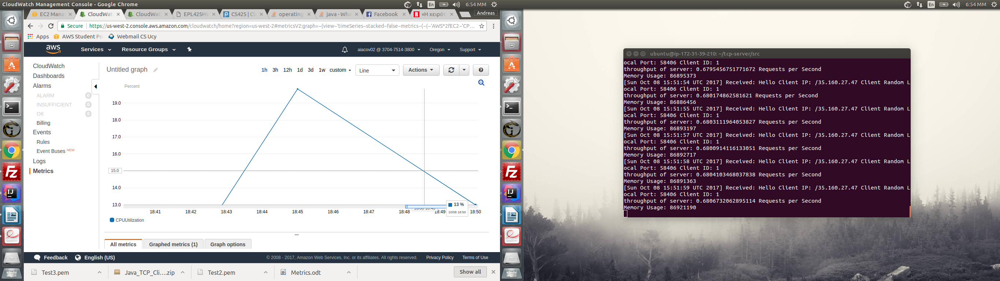 CloudWatch Management Console - Google Chrome
En
6:54 MM
EC2 Mana
CloudWat
CloudWat
EPL425HW
CS425 | Cla
operating
java - Wha
Facebook
«Η χειρότε
Andreas
Secure
https://us-west-2.console.aws.amazon.com/cloudwatch/home?region=us-west-2#metricsV2:graph=~(view~'timeSeries~stacked~false~metrics~(~(~'AWS*2fEC2~'CP...
Apps
AWS Student Po
Webmail CS Ucy
aws
Services
Resource Groups
aiacov02 @ 3704-7514-3800
Oregon
Support
CloudWatch
Dashboards
Alarms
ALARM 0
INSUFFICIENT 0
OK 0
Billing
Events
Rules
Event Buses NEW
Logs
Metrics
Untitled graph
1h 3h 12h 1d 3d 1w custom
Line
Actions
Percent
19.0
18.0
17.0
16.0
15.0
14.0
13.0
18:41 18:42 18:43 18:44 18:45 18:46 18:47 18:48 18:49 18:50
13 %
10/08 18:50
CPUUtilization
All metrics
Graphed metrics (1)
Graph options
Feedback
English (US)
© 2008 - 2017, Amazon Web Services, Inc. or its affiliates. All rights reserved.
Privacy Policy
Terms of Use
Test3.pem
Java_TCP_Cli....zip
Test2.pem
Metrics.odt
Show all
En
6:54 MM
ubuntu@ip-172-31-39-210: ~/tcp-server/src
ocal Port: 58406 Client ID: 1
throughput of server: 0.6795456751771672 Requests per Second
Memory Usage: 86895373
[Sun Oct 08 15:51:54 UTC 2017] Received: Hello Client IP: /35.160.27.47 Client Random L
ocal Port: 58406 Client ID: 1
throughput of server: 0.680174862581621 Requests per Second
Memory Usage: 86886456
[Sun Oct 08 15:51:55 UTC 2017] Received: Hello Client IP: /35.160.27.47 Client Random L
ocal Port: 58406 Client ID: 1
throughput of server: 0.6803111964053827 Requests per Second
Memory Usage: 86893197
[Sun Oct 08 15:51:57 UTC 2017] Received: Hello Client IP: /35.160.27.47 Client Random L
ocal Port: 58406 Client ID: 1
throughput of server: 0.6800914116133051 Requests per Second
Memory Usage: 86892717
[Sun Oct 08 15:51:58 UTC 2017] Received: Hello Client IP: /35.160.27.47 Client Random L
ocal Port: 58406 Client ID: 1
throughput of server: 0.6804103468037838 Requests per Second
Memory Usage: 86891363
[Sun Oct 08 15:51:59 UTC 2017] Received: Hello Client IP: /35.160.27.47 Client Random L
ocal Port: 58406 Client ID: 1
throughput of server: 0.6806732062895114 Requests per Second
Memory Usage: 86921190